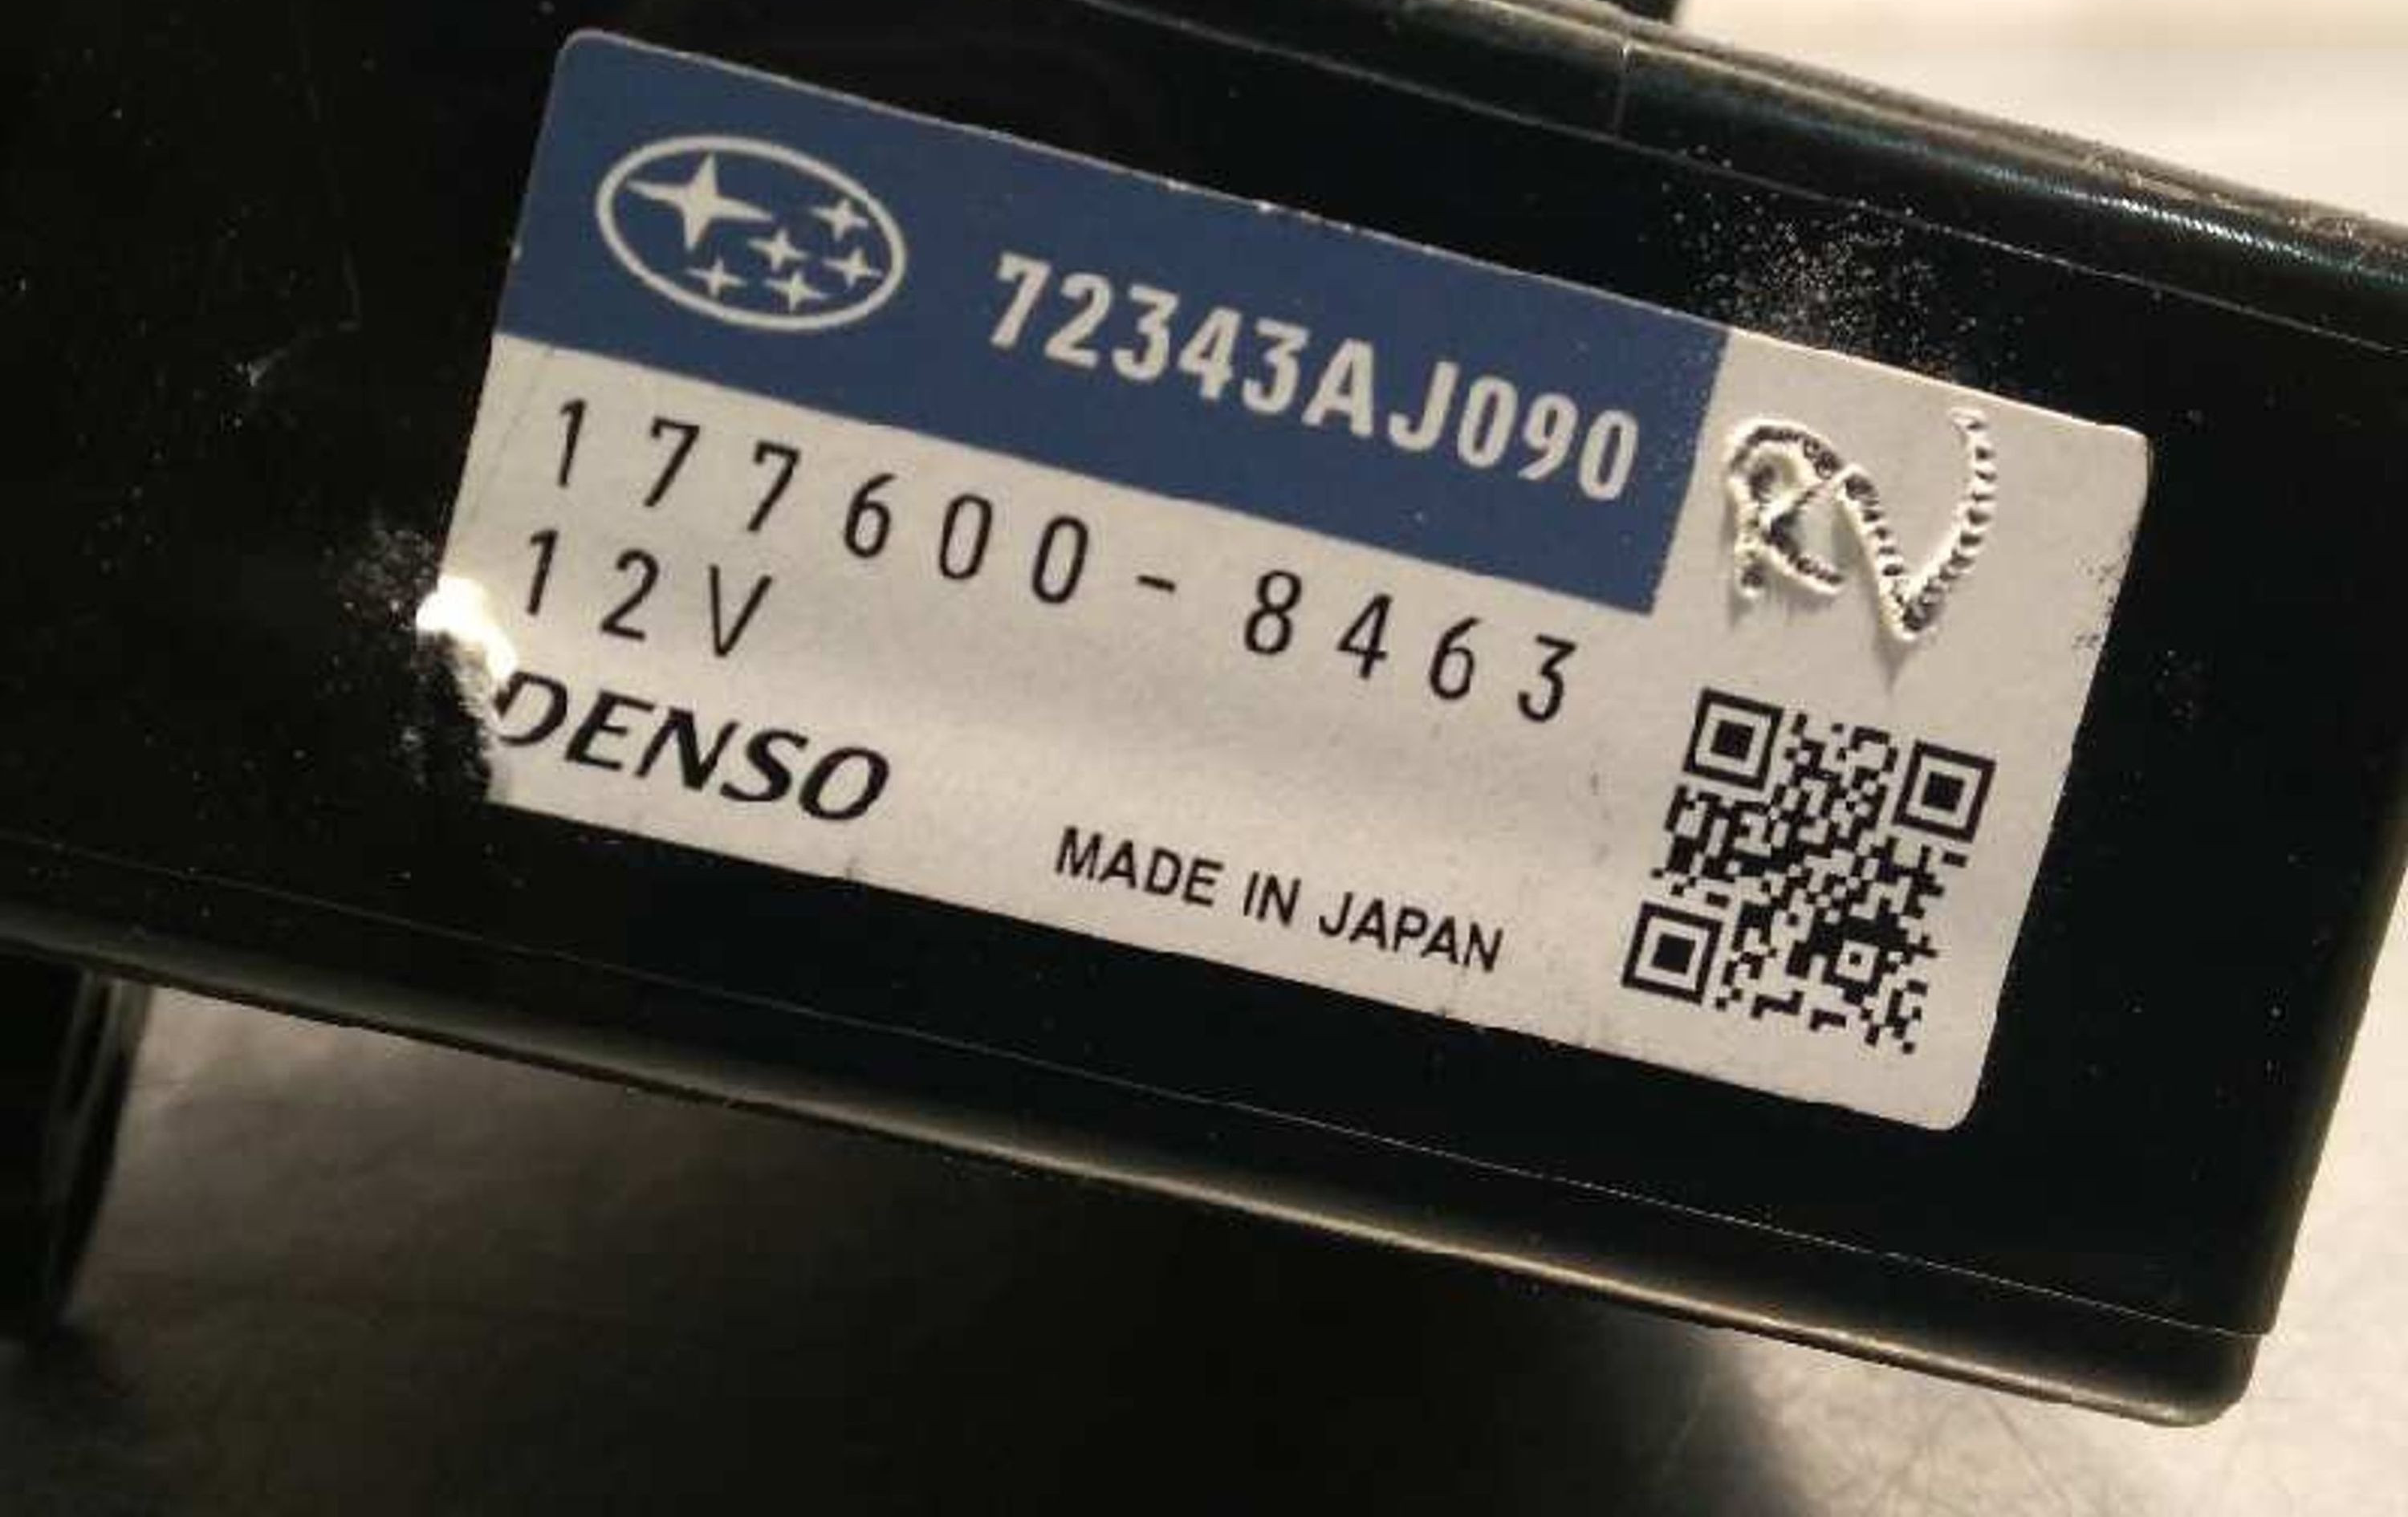 72343AJ090
177600-8463
12V
DENSO
MADE IN JAPAN